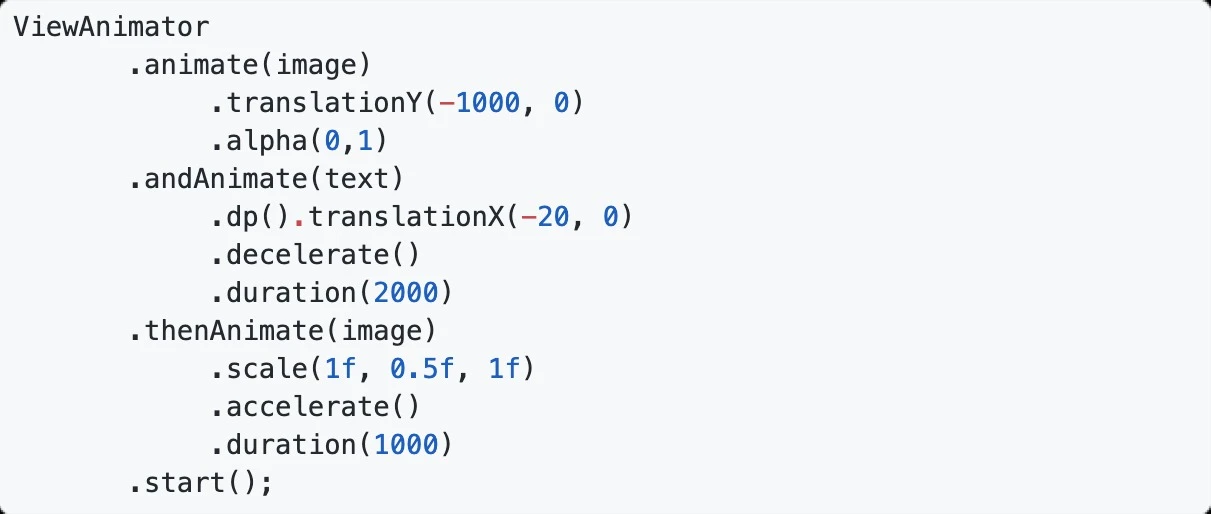 ViewAnimator
       .animate(image)
            .translationY(-1000, 0)
            .alpha(0,1)
       .andAnimate(text)
            .dp().translationX(-20, 0)
            .decelerate()
            .duration(2000)
       .thenAnimate(image)
            .scale(1f, 0.5f, 1f)
            .accelerate()
            .duration(1000)
       .start();